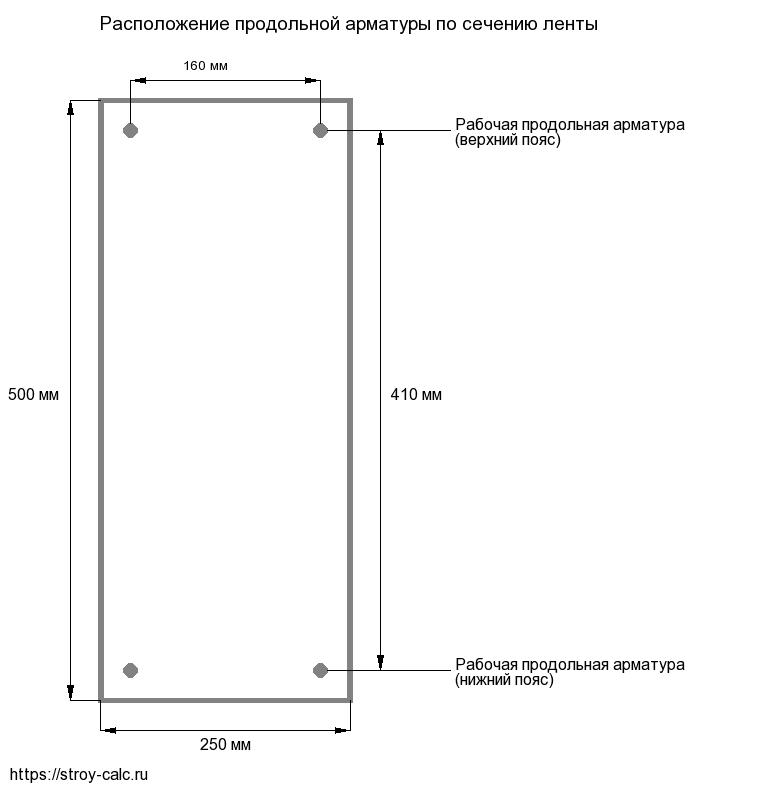 Расположение продольной арматуры по сечению ленты
160 мм
Рабочая продольная арматура
(верхний пояс)
500 мм
410 мм
Рабочая продольная арматура
(нижний пояс)
250 мм
https://stroy-calc.ru